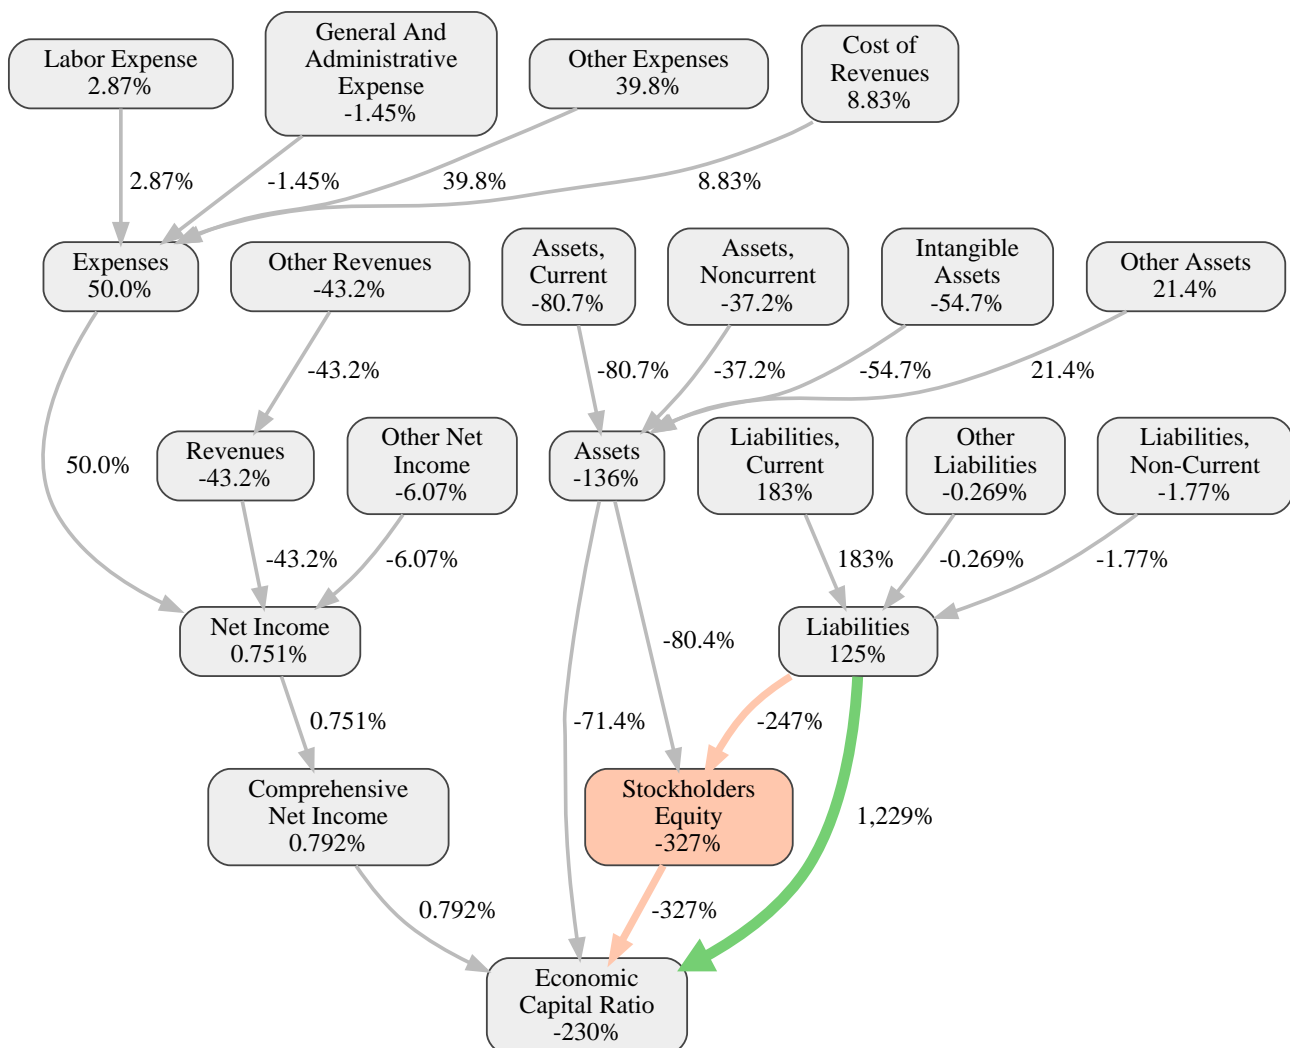 Labor Expense
2.87%
General And
Administrative
Expense
-1.45%
Other Expenses
39.8%
Cost of
Revenues
8.83%
2.87%
-1.45%
39.8%
8.83%
Expenses
50.0%
Other Revenues
-43.2%
Assets,
Current
-80.7%
Assets,
Noncurrent
-37.2%
Intangible
Assets
-54.7%
Other Assets
21.4%
-43.2%
-80.7%
-37.2%
-54.7%
21.4%
50.0%
Revenues
-43.2%
Other Net
Income
-6.07%
Assets
-136%
Liabilities,
Current
183%
Other
Liabilities
-0.269%
Liabilities,
Non-Current
-1.77%
-43.2%
-6.07%
183%
-0.269%
-1.77%
Net Income
0.751%
-80.4%
Liabilities
125%
0.751%
-71.4%
-247%
Comprehensive
Net Income
0.792%
Stockholders
Equity
-327%
1,229%
0.792%
-327%
Economic
Capital Ratio
-230%